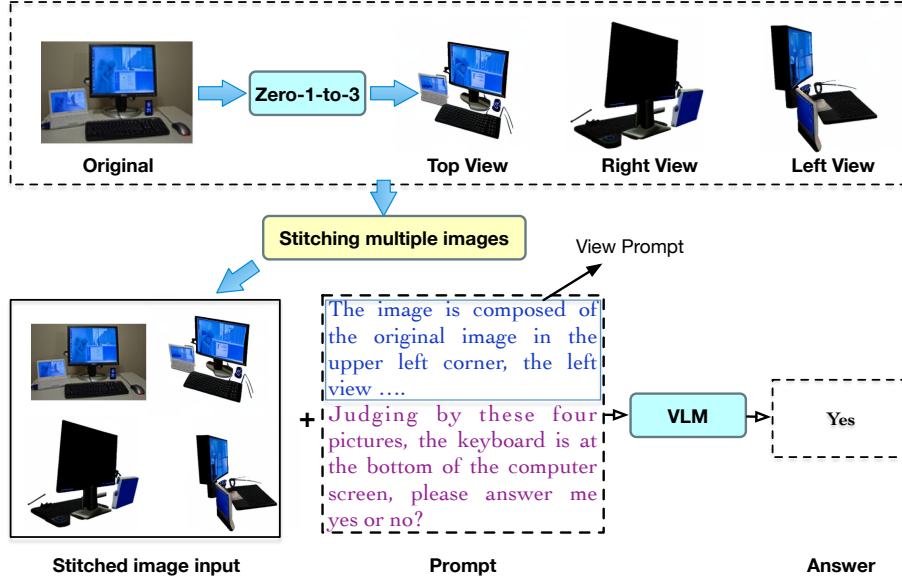 Zero-1-to-3
Original
Top View
Right View
Left View
Stitching multiple images
View Prompt
The image is composed of
the original image in the
upper left corner, the left
view ....
Judging by these four
pictures, the keyboard is at
the bottom of the computer
screen, please answer me
yes or no?
+
VLM
Yes
Stitched image input
Prompt
Answer